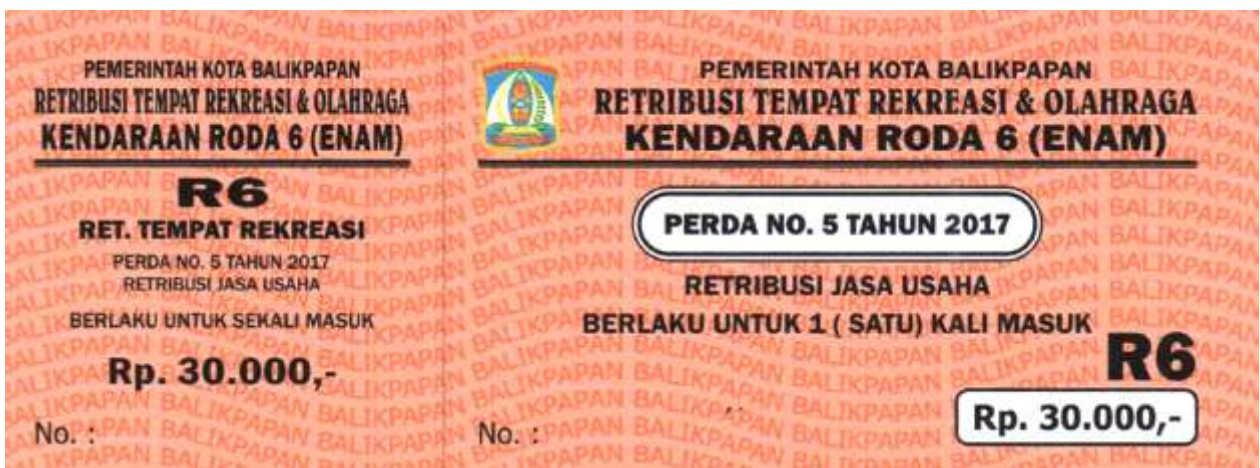 PEMERINTAH KOTA BALIKPAPAN
RETRIBUSI TEMPAT REKREASI & OLAHRAGA
KENDARAAN RODA 6 (ENAM)
R6
RET. TEMPAT REKREASI
PERDA NO. 5 TAHUN 2017
RETRIBUSI JASA USAHA
BERLAKU UNTUK SEKALI MASUK
Rp. 30.000,-
No. :
PEMERINTAH KOTA BALIKPAPAN
RETRIBUSI TEMPAT REKREASI & OLAHRAGA
KENDARAAN RODA 6 (ENAM)
PERDA NO. 5 TAHUN 2017
RETRIBUSI JASA USAHA
BERLAKU UNTUK 1 ( SATU) KALI MASUK
R6
Rp. 30.000,-
No. :